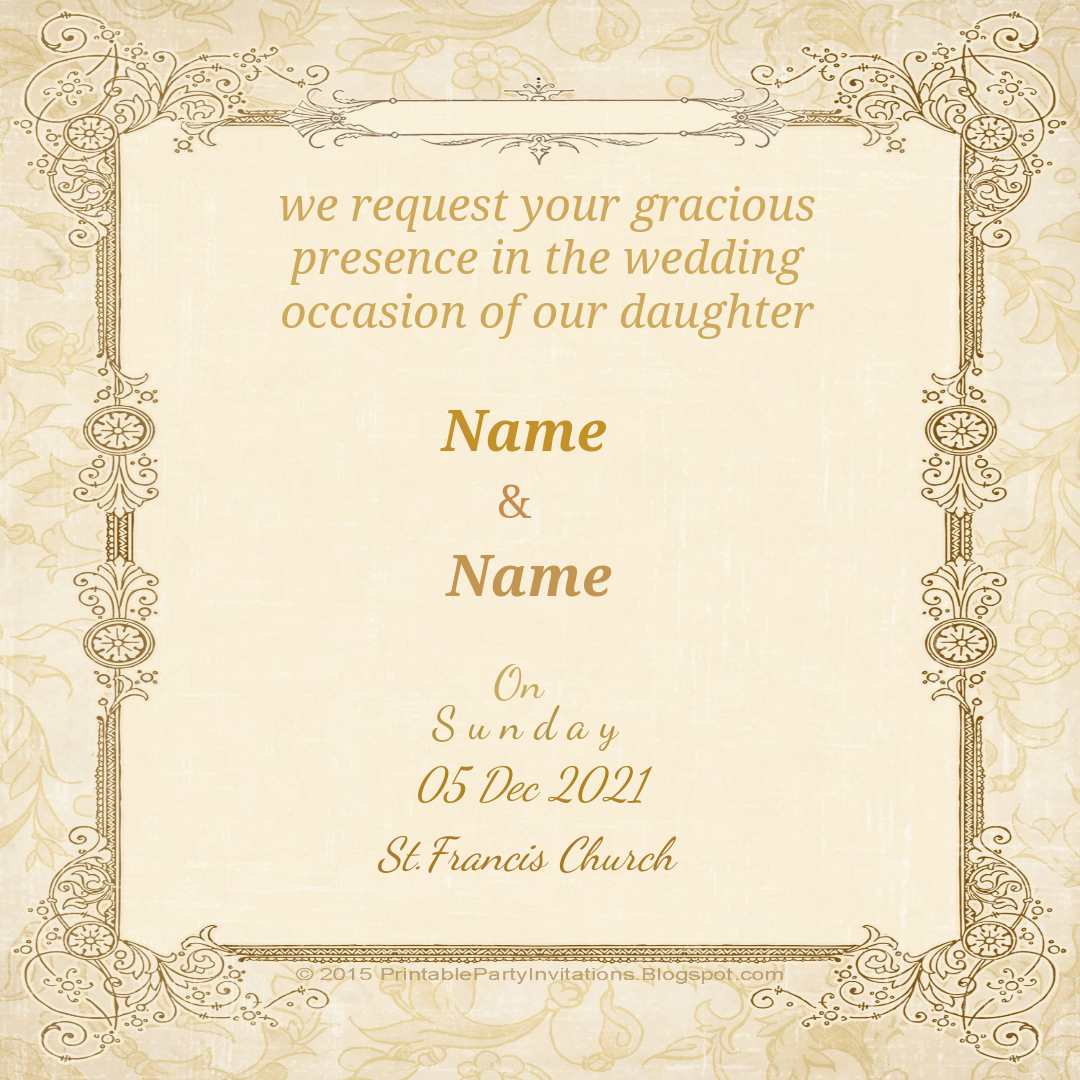 we request your gracious
presence in the wedding
occasion of our daughter
Name
&
Name
On
Sunday
05 Dec 2021
St.Francis Church
© 2015 PrintablePartyInvitations.Blogspot.com